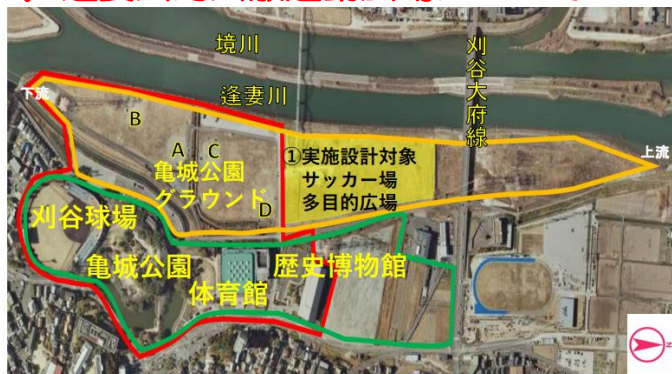 境川
逢妻川
刈谷大府線
下流
上流
B
A
C
D
亀城公園
グラウンド
①実施設計対象
サッカー場
多目的広場
刈谷球場
亀城公園
体育館
歴史博物館
N